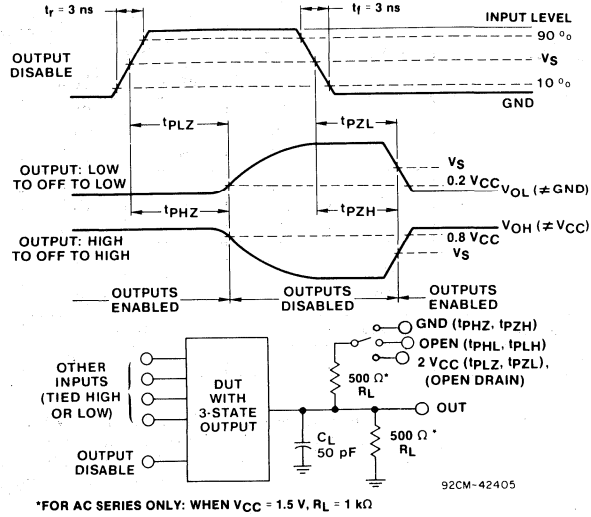 tr = 3 ns
tf = 3 ns
INPUT LEVEL
90 %
VS
10 %
GND
OUTPUT
DISABLE
tPLZ
tPZL
OUTPUT: LOW
TO OFF TO LOW
VS
0.2 VCC
VOL (≠GND)
tPHZ
tPZH
OUTPUT: HIGH
TO OFF TO HIGH
VOH (≠VCC)
0.8 VCC
VS
OUTPUTS
ENABLED
OUTPUTS
DISABLED
OUTPUTS
ENABLED
GND (tPHZ, tPZH)
OPEN (tPHL, tPLH)
2 VCC (tPLZ, tPZL),
(OPEN DRAIN)
OTHER
INPUTS
(TIED HIGH
OR LOW)
OUTPUT
DISABLE
DUT
WITH
3-STATE
OUTPUT
500 Ω*
RL
OUT
CL
50 pF
500 Ω*
RL
92CM-42405
*FOR AC SERIES ONLY: WHEN VCC = 1.5 V, RL = 1 kΩ